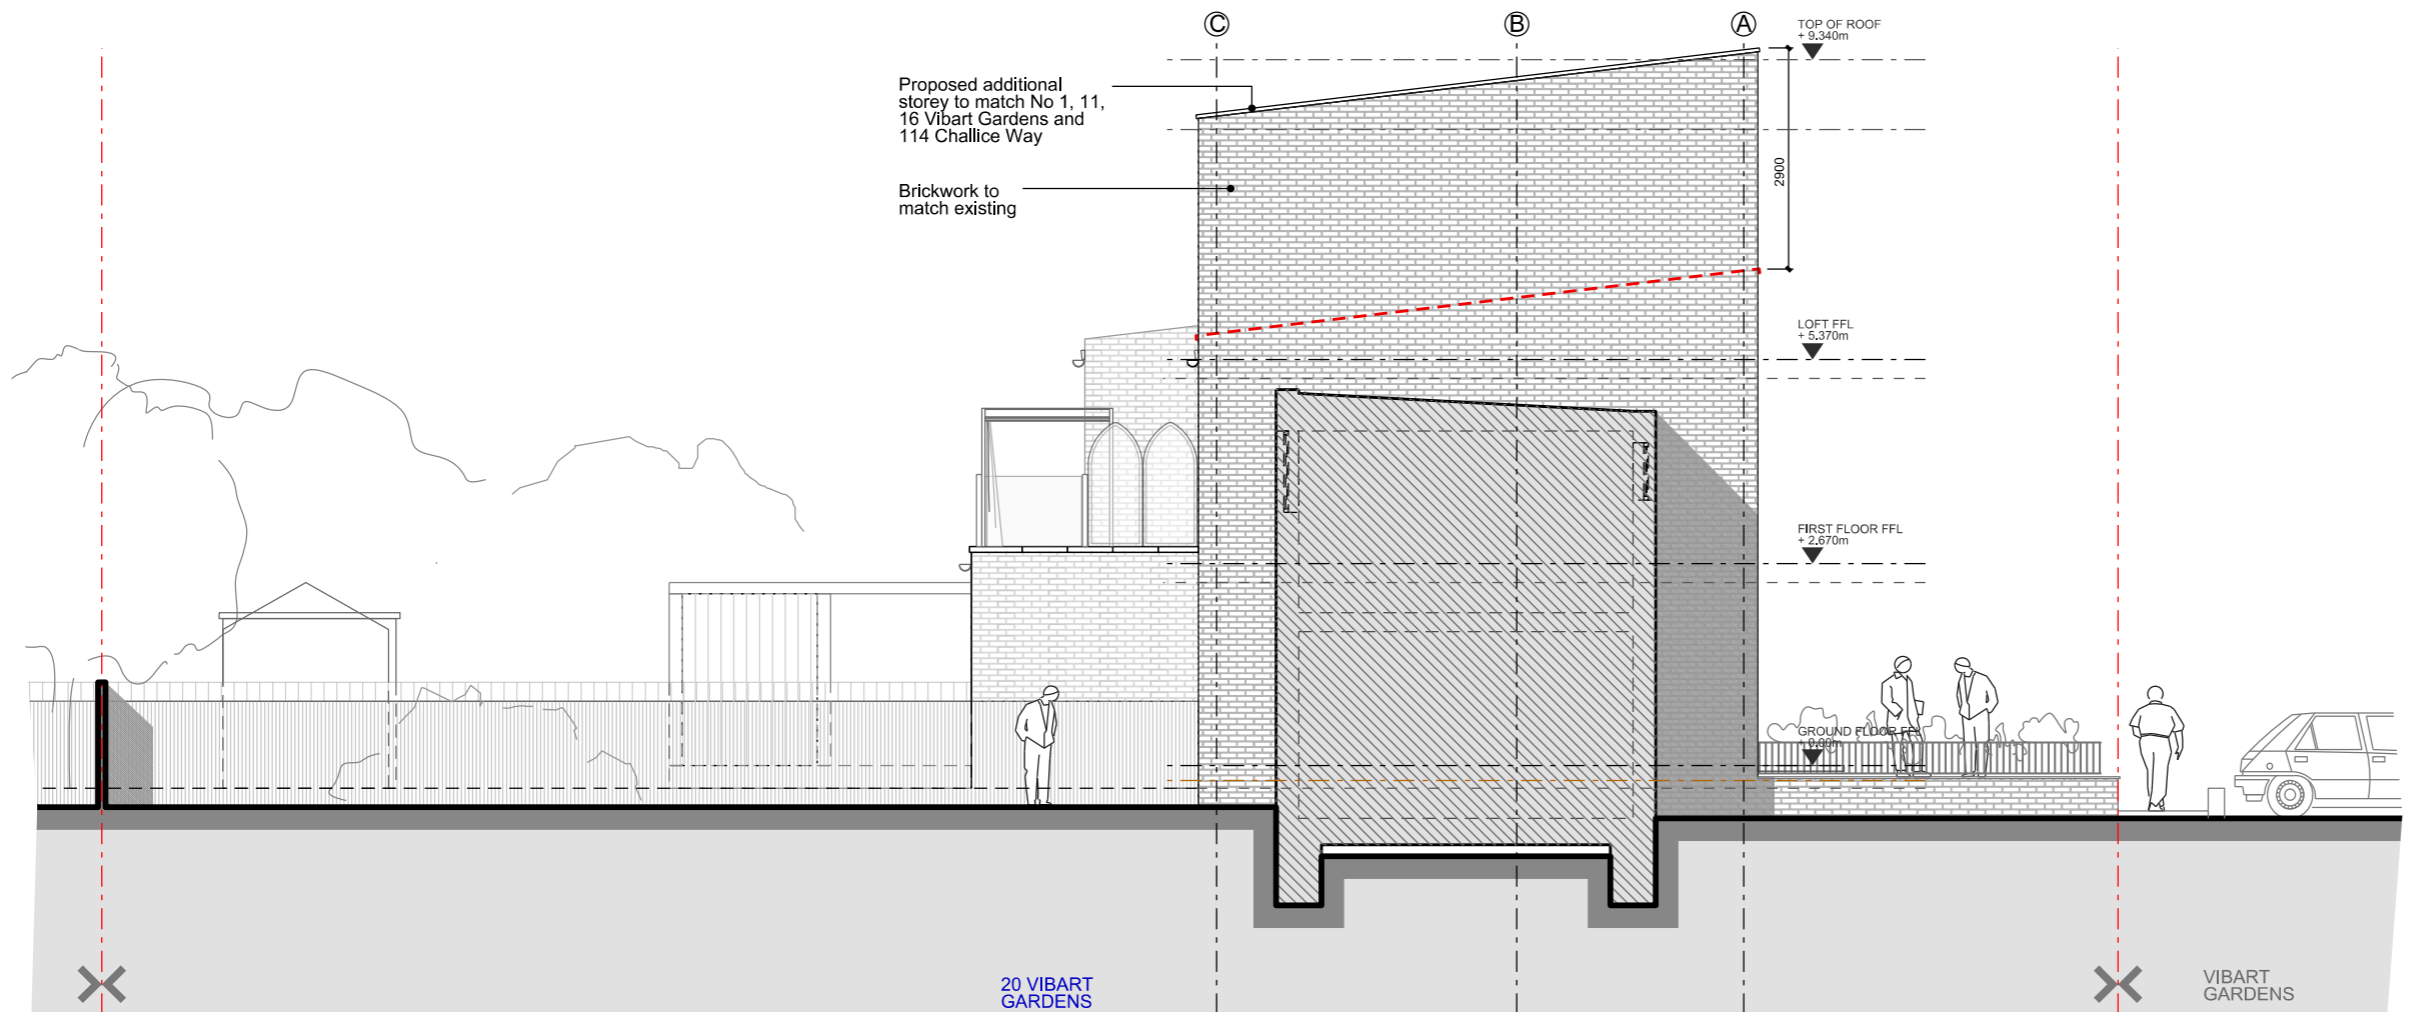 C
B
A
TOP OF ROOF
+ 9.340m
Proposed additional
storey to match No 1, 11,
16 Vibart Gardens and
114 Challice Way
2900
Brickwork to
match existing
LOFT FFL
+ 5.370m
FIRST FLOOR FFL
+ 2.670m
GROUND FLOOR FFL
+ 0.00m
20 VIBART
GARDENS
VIBART
GARDENS